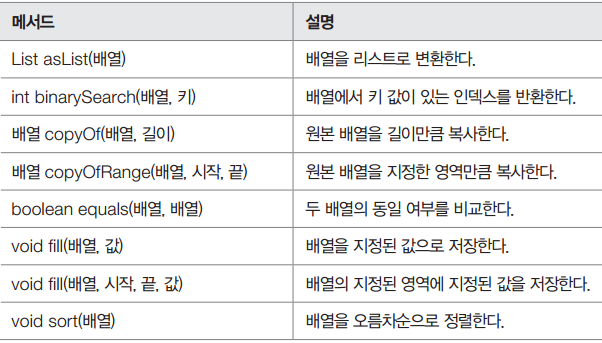 메서드 설명
List asList(배열) 배열을 리스트로 변환한다.
int binarySearch(배열, 키) 배열에서 키 값이 있는 인덱스를 반환한다.
배열 copyOf(배열, 길이) 원본 배열을 길이만큼 복사한다.
배열 copyOfRange(배열, 시작, 끝) 원본 배열을 지정한 영역만큼 복사한다.
boolean equals(배열, 배열) 두 배열의 동일 여부를 비교한다.
void fill(배열, 값) 배열을 지정된 값으로 저장한다.
void fill(배열, 시작, 끝, 값) 배열의 지정된 영역에 지정된 값을 저장한다.
void sort(배열) 배열을 오름차순으로 정렬한다.